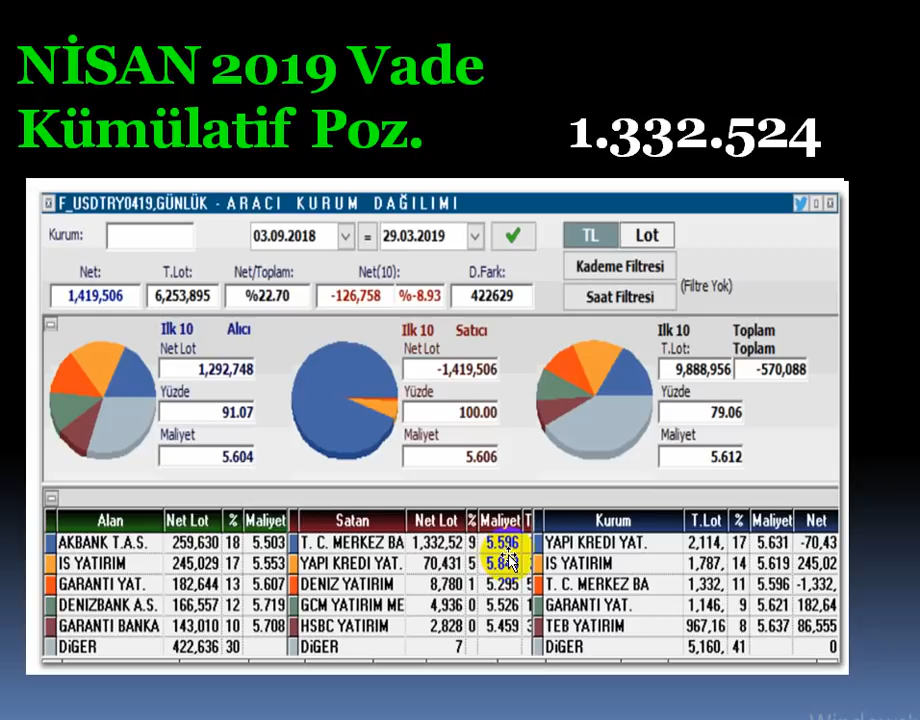 NİSAN 2019 Vade
Kümülatif Poz. 1.332.524
F_USDTRY0419,GÜNLÜK - ARACI KURUM DAĞILIMI
Kurum: 03.09.2018 = 29.03.2019 TL Lot
Kademe Filtresi
Net: T.Lot: Net/Toplam: Net(10): D.Fark:
1,419,506 6,253,895 %22.70 -126,758 %-8.93 422629 Saat Filtresi (Filtre Yok)
Ilk 10 Alıcı Ilk 10 Satıcı Ilk 10 Toplam
Net Lot Net Lot T.Lot: Toplam
1,292,748 -1,419,506 9,888,956 -570,088
Yüzde Yüzde Yüzde
91.07 100.00 79.06
Maliyet Maliyet Maliyet
5.604 5.606 5.612
Alan Net Lot % Maliyet Satan Net Lot % Maliyet T Kurum T.Lot % Maliyet Net
AKBANK T.A.S. 259,630 18 5.503 T. C. MERKEZ BA 1,332,52 9 5.596 YAPI KREDI YAT. 2,114, 17 5.631 -70,43
IS YATIRIM 245,029 17 5.553 YAPI KREDI YAT. 70,431 5 IS YATIRIM 1,787, 14 5.619 245,02
GARANTI YAT. 182,644 13 5.607 DENIZ YATIRIM 8,780 1 5.295 5 T. C. MERKEZ BA 1,332, 11 5.596 -1,332,
DENIZBANK A.S. 166,557 12 5.719 GCM YATIRIM ME 4,936 0 5.526 1 GARANTI YAT. 1,146, 9 5.621 182,64
GARANTI BANKA 143,010 10 5.708 HSBC YATIRIM 2,828 0 5.459 3 TEB YATIRIM 967,16 8 5.637 86,555
DiGER 422,636 30 DiGER 7 DiGER 5,160, 41 0